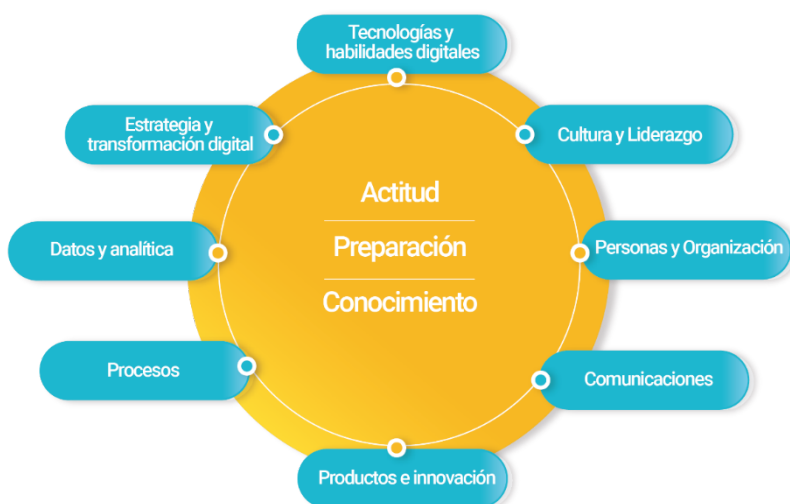 Tecnologías y
habilidades digitales
Estrategia y
transformación digital
Cultura y Liderazgo
Actitud
Datos y analítica
Preparación
Personas y Organización
Conocimiento
Procesos
Comunicaciones
Productos e innovación